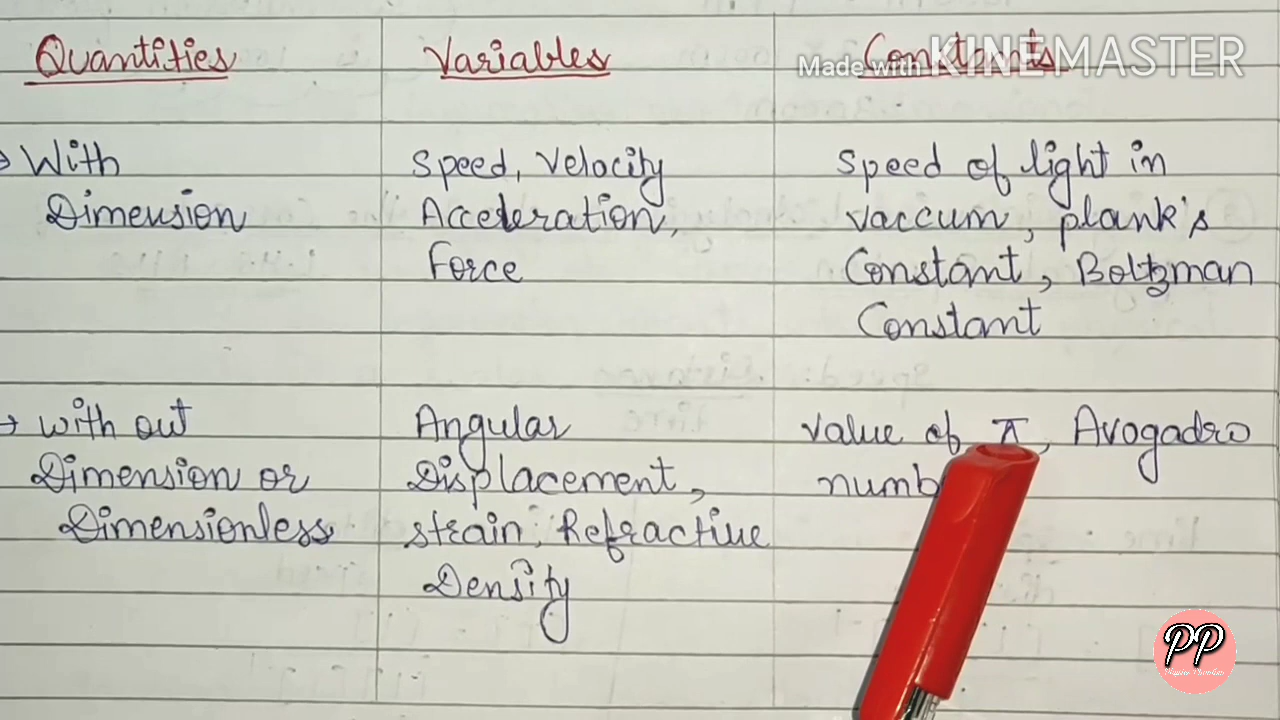 Quantities Variables Constants
Made with KINEMASTER
→ With Speed, Velocity Speed of light in
Dimension Acceleration, vaccum, plank's
Force Constant, Boltzman
Constant
→ with out Angular value of π, Avogadro
Dimension or Displacement, numb
Dimensionless strain, Refractive
Density
PP